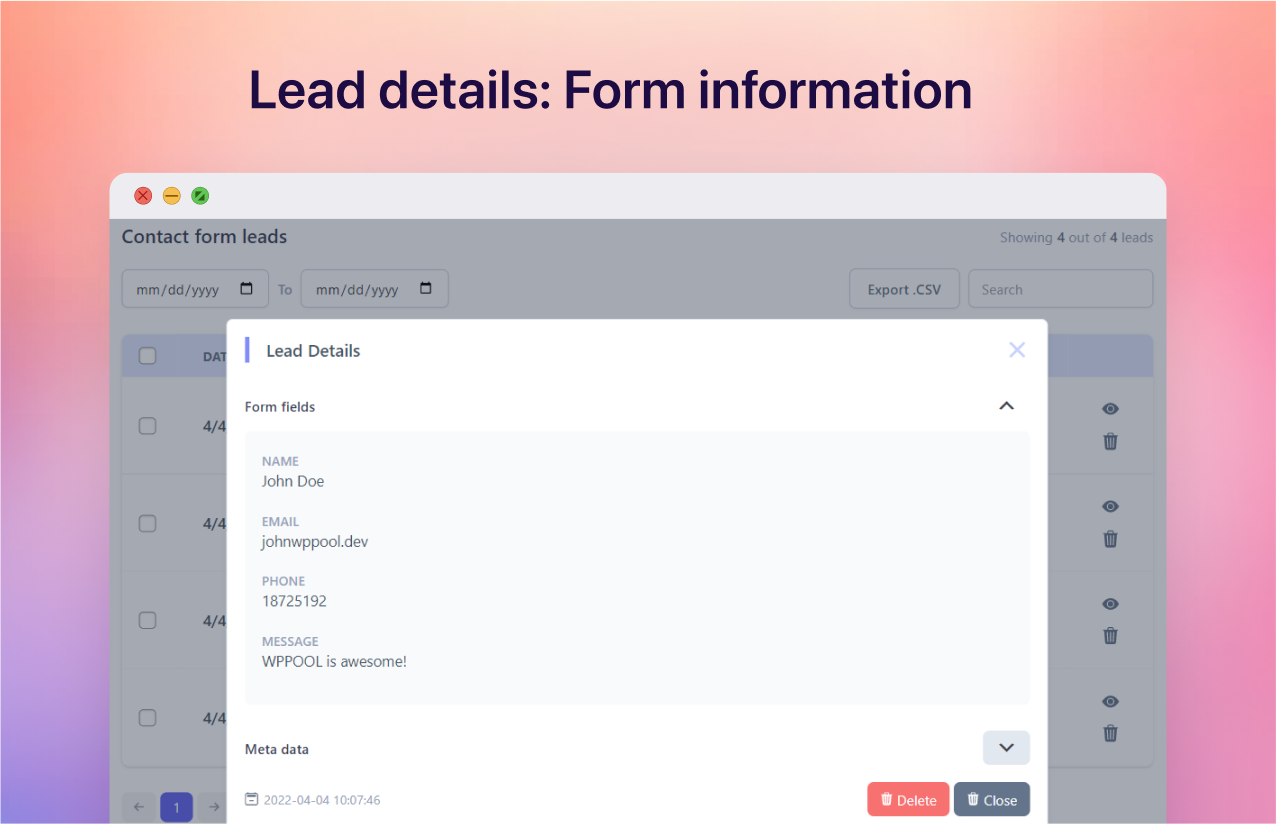 Lead details: Form information
Contact form leads
Showing 4 out of 4 leads
mm/dd/yyyy To mm/dd/yyyy
Export .CSV
Search
DAT
Lead Details
Form fields
4/4
NAME
John Doe
EMAIL
johnwppool.dev
4/4
PHONE
18725192
4/4
MESSAGE
WPPOOL is awesome!
4/4
Meta data
1
2022-04-04 10:07:46
Delete
Close